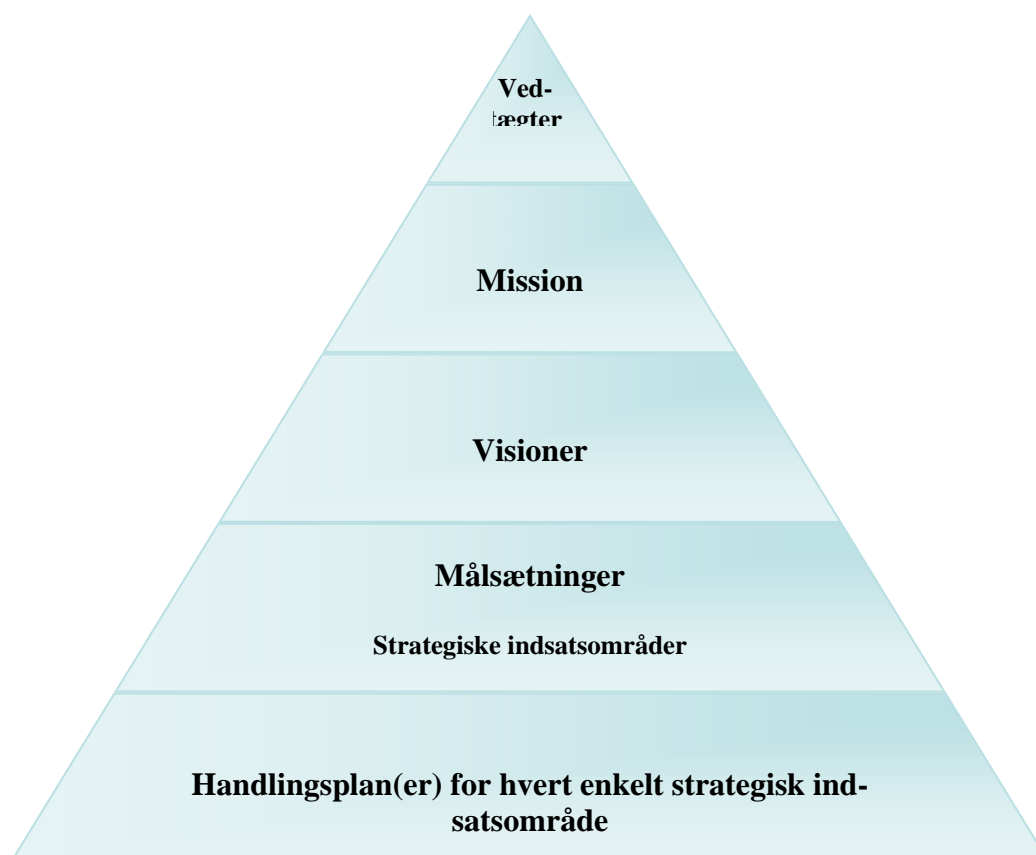 Ved-
tægter
Mission
Visioner
Målsætninger
Strategiske indsatsområder
Handlingsplan(er) for hvert enkelt strategisk ind-
satsområde